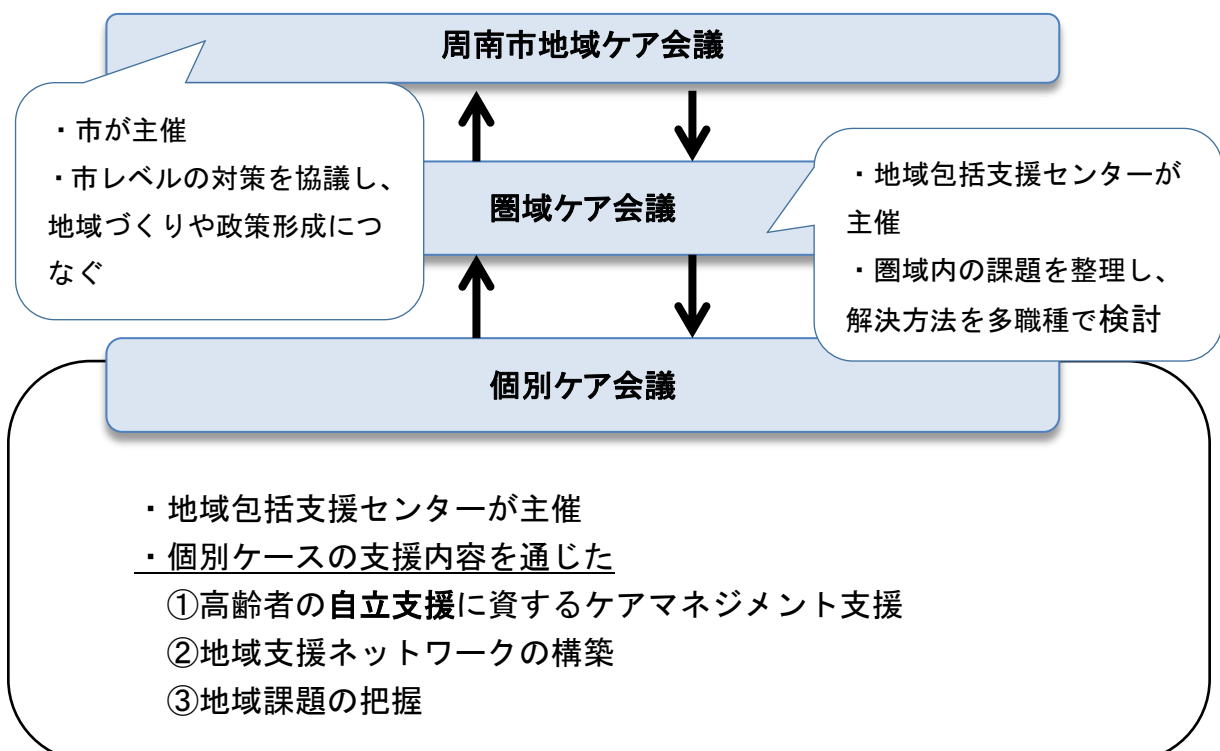 周南市地域ケア会議
・市が主催
・市レベルの対策を協議し、
地域づくりや政策形成につ
なぐ
圏域ケア会議
・地域包括支援センターが
主催
・圏域内の課題を整理し、
解決方法を多職種で検討
個別ケア会議
・地域包括支援センターが主催
・個別ケースの支援内容を通じた
①高齢者の自立支援に資するケアマネジメント支援
②地域支援ネットワークの構築
③地域課題の把握